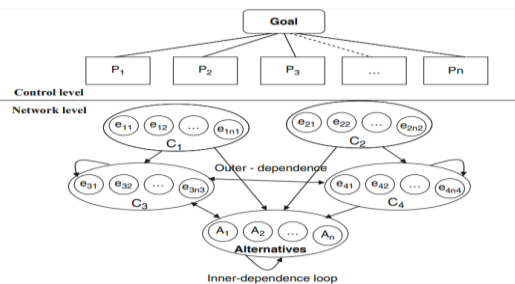 Goal
P1 P2 P3 ... Pn
Control level
Network level
e11 e12 ... e1n1
C1
e21 e22 ... e2n2
C2
Outer - dependence
e31 e32 ... e3n3
C3
e41 e42 ... e4n4
C4
A1 A2 ... An
Alternatives
Inner-dependence loop